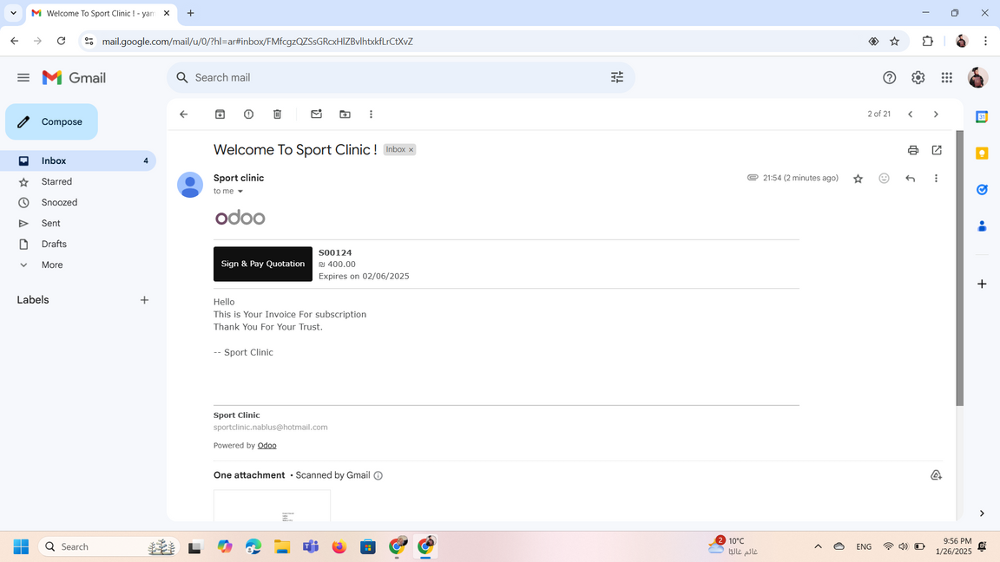 Welcome To Sport Clinic ! - yam
mail.google.com/mail/u/0/?hl=ar#inbox/FMfcgzQZSsGRcxHlZBvlhtxkfLrCtXvZ
Gmail
Search mail
Compose
2 of 21
Inbox 4
Starred
Snoozed
Sent
Drafts
More
Labels
Welcome To Sport Clinic !
Inbox ×
Sport clinic
21:54 (2 minutes ago)
to me
odoo
Sign & Pay Quotation
S00124
₪ 400.00
Expires on 02/06/2025
Hello
This is Your Invoice For subscription
Thank You For Your Trust.
-- Sport Clinic
Sport Clinic
sportclinic.nablus@hotmail.com
Powered by Odoo
One attachment • Scanned by Gmail
31
Search
2
10°C
غائم غالبًا
ENG
9:56 PM
1/26/2025